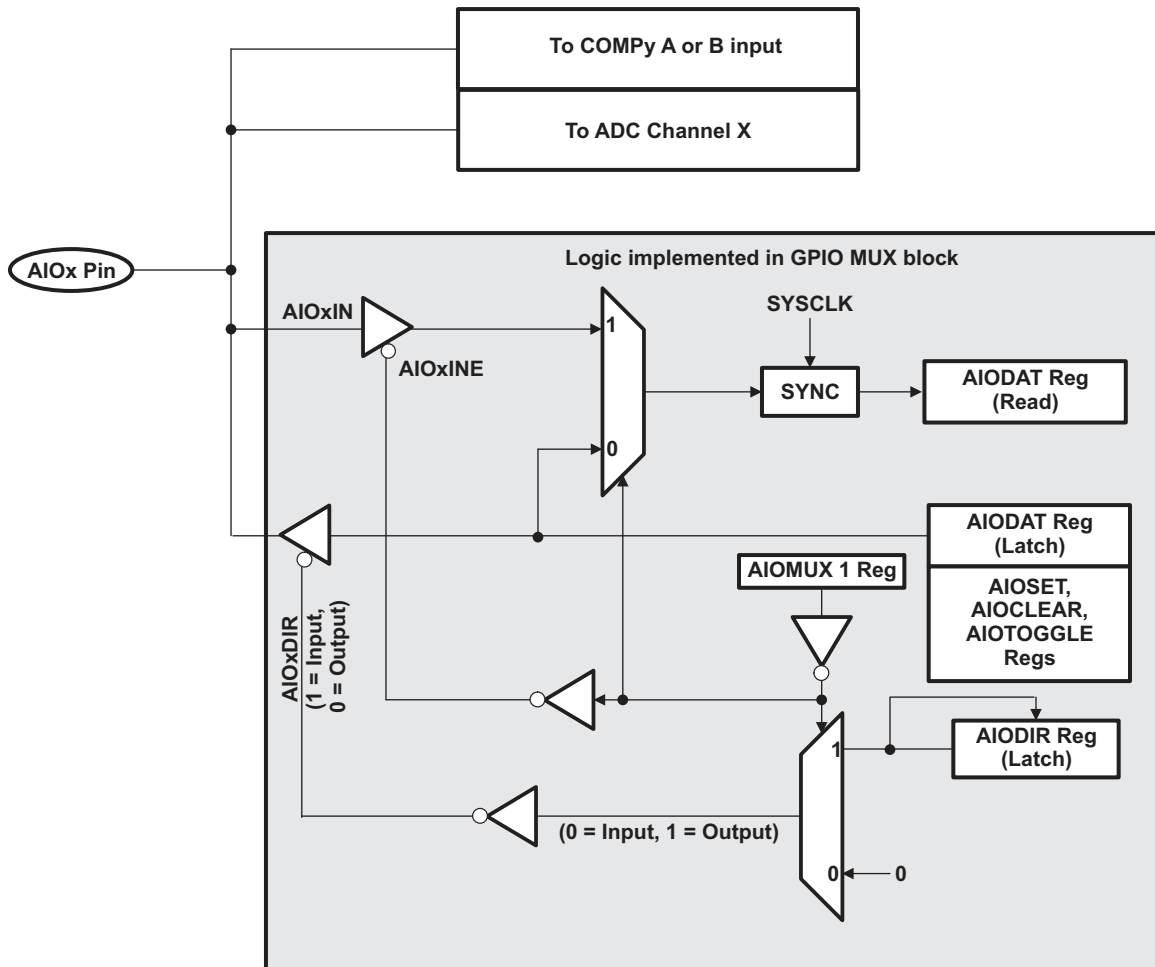 To COMPy A or B input
To ADC Channel X
Logic implemented in GPIO MUX block
AIOx Pin
AIOxIN
SYSCLK
1
AIOxINE
SYNC
AIODAT Reg
(Read)
0
AIODAT Reg
(Latch)
AIOMUX 1 Reg
AIOSET,
AIOCLEAR,
AIOTOGGLE
Regs
AIOxDIR
(1 = Input,
0 = Output)
1
AIODIR Reg
(Latch)
(0 = Input, 1 = Output)
0
0